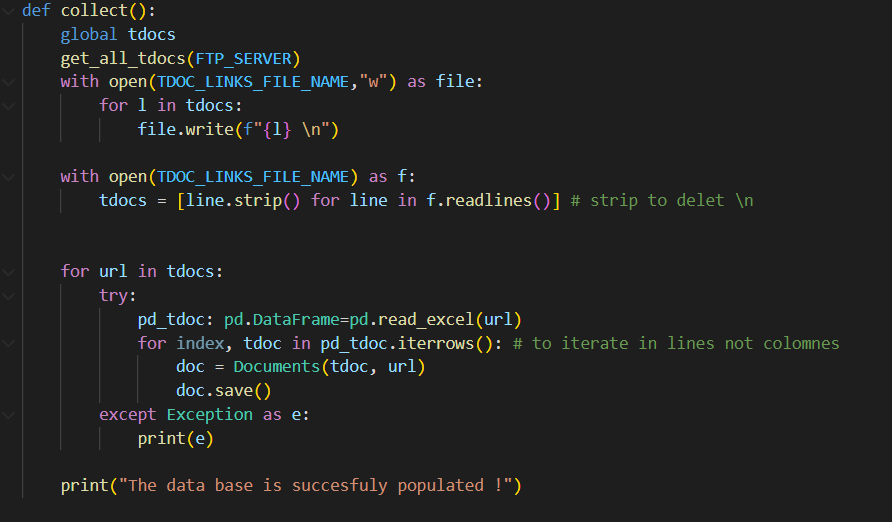 def collect():
    global tdocs
    get_all_tdocs(FTP_SERVER)
    with open(TDOC_LINKS_FILE_NAME,"w") as file:
        for l in tdocs:
            file.write(f"{l} \n")
    with open(TDOC_LINKS_FILE_NAME) as f:
        tdocs = [line.strip() for line in f.readlines()] # strip to delet \n
    for url in tdocs:
        try:
            pd_tdoc: pd.DataFrame=pd.read_excel(url)
            for index, tdoc in pd_tdoc.iterrows(): # to iterate in lines not colomnes
                doc = Documents(tdoc, url)
                doc.save()
        except Exception as e:
            print(e)
    print("The data base is succesfuly populated !")